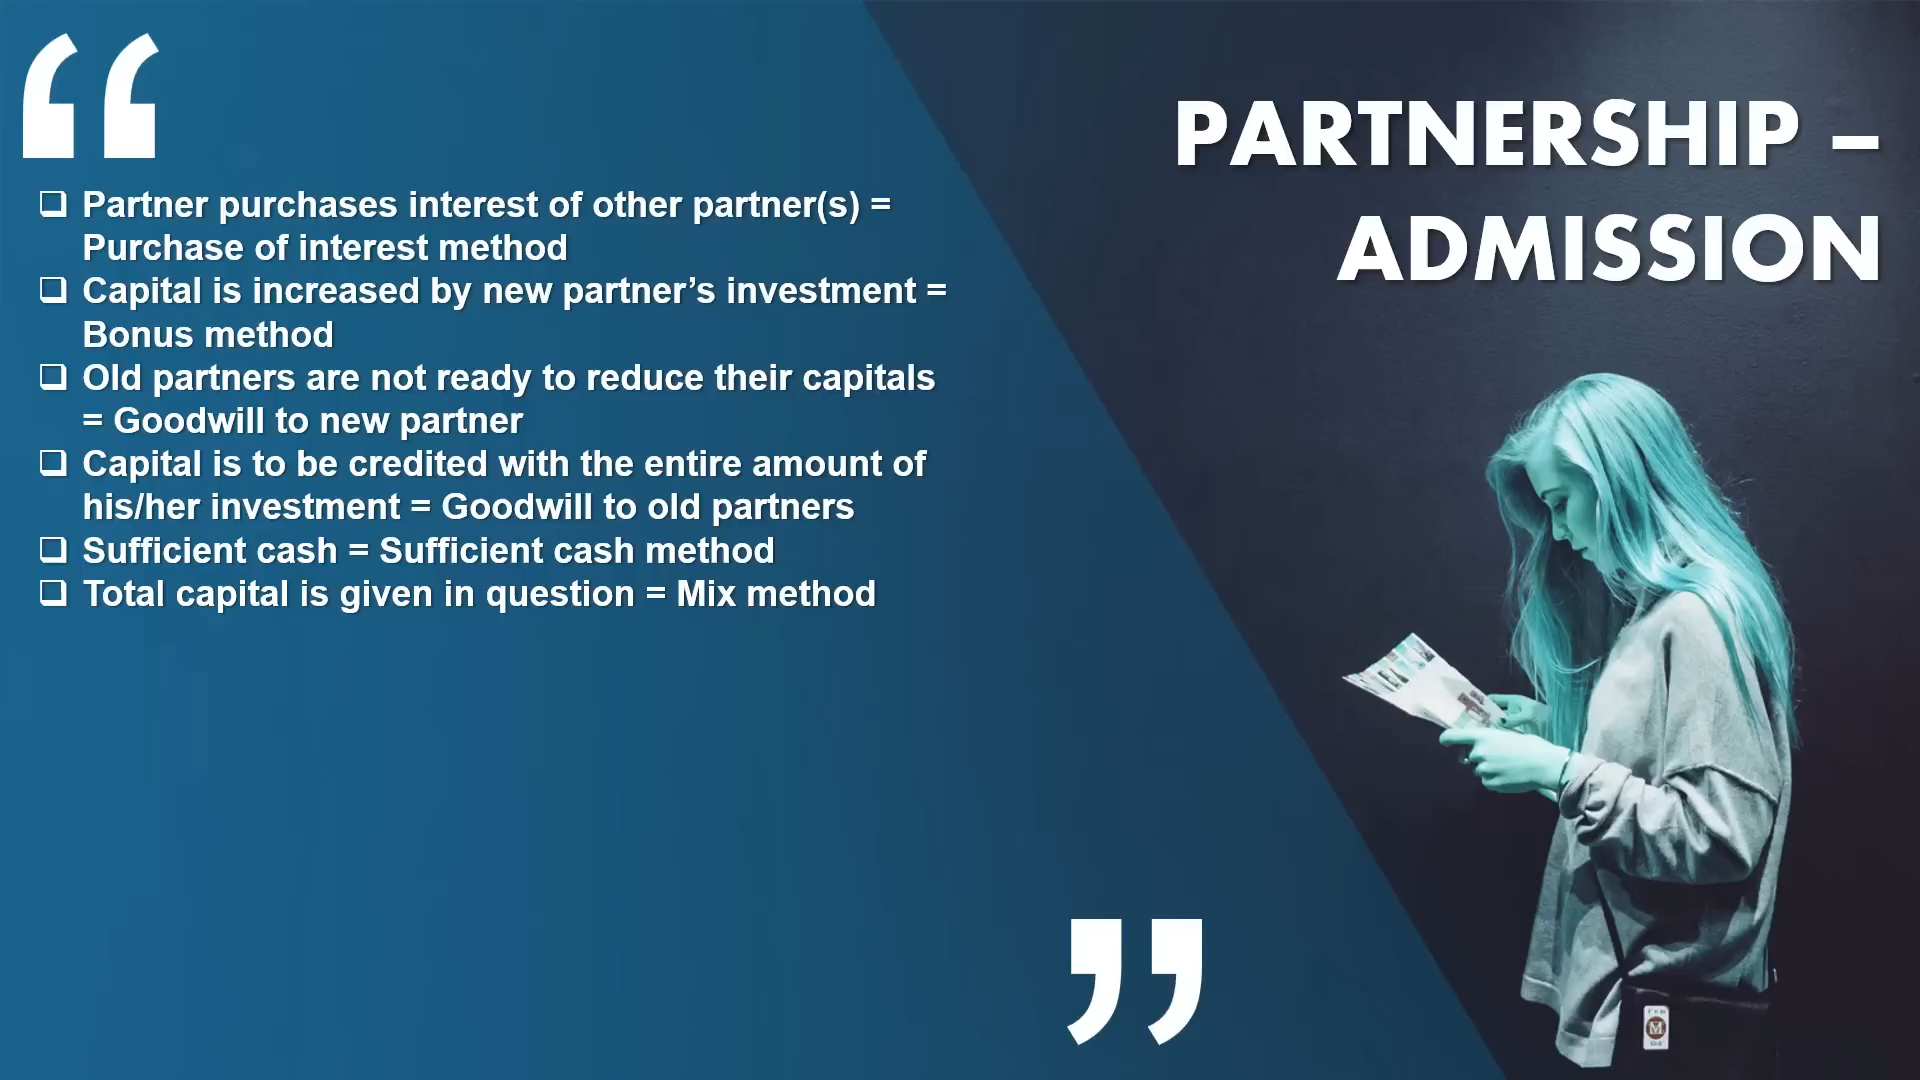 PARTNERSHIP –
ADMISSION
“
❑ Partner purchases interest of other partner(s) =
Purchase of interest method
❑ Capital is increased by new partner’s investment =
Bonus method
❑ Old partners are not ready to reduce their capitals
= Goodwill to new partner
❑ Capital is to be credited with the entire amount of
his/her investment = Goodwill to old partners
❑ Sufficient cash = Sufficient cash method
❑ Total capital is given in question = Mix method
”
M